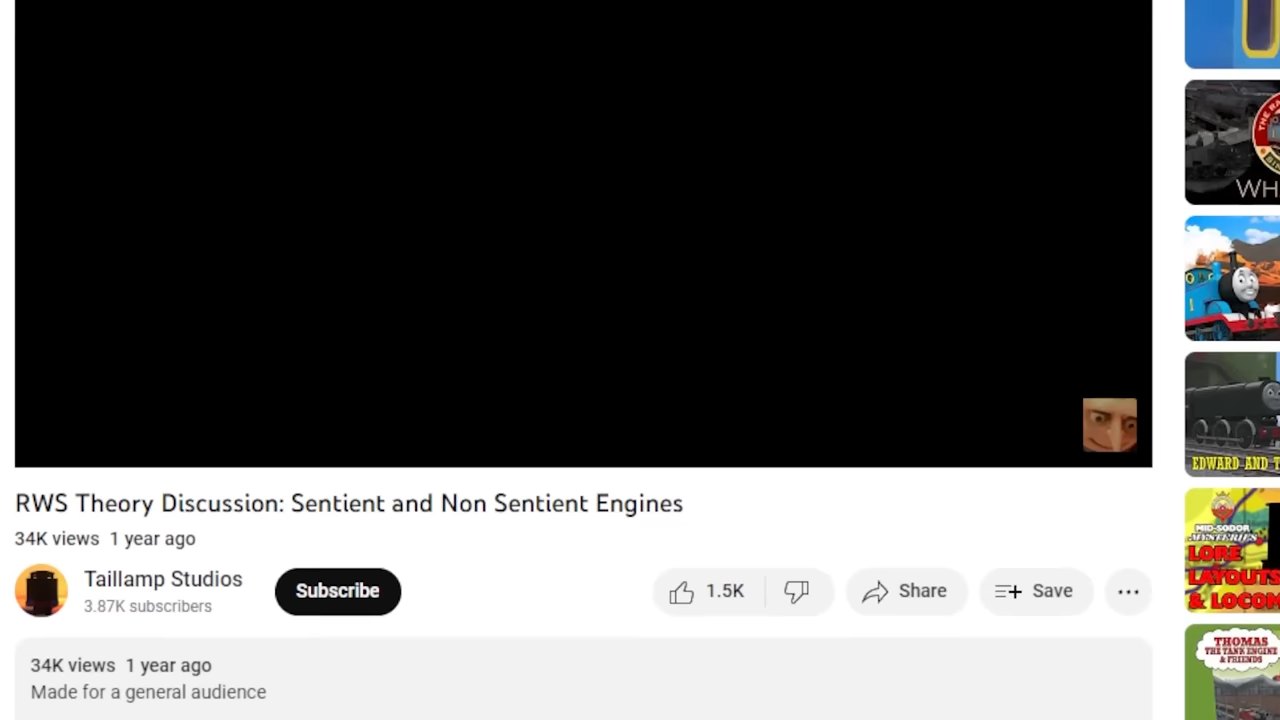 RWS Theory Discussion: Sentient and Non Sentient Engines
34K views 1 year ago
Taillamp Studios
3.87K subscribers
Subscribe
1.5K
Share
Save
34K views 1 year ago
Made for a general audience
WH
1
EDWARD AND T
MID-SODOR
MYSTERIES
LORE
LAYOUTS
& LOCOM
THOMAS
THE TANK ENGINE
& FRIENDS